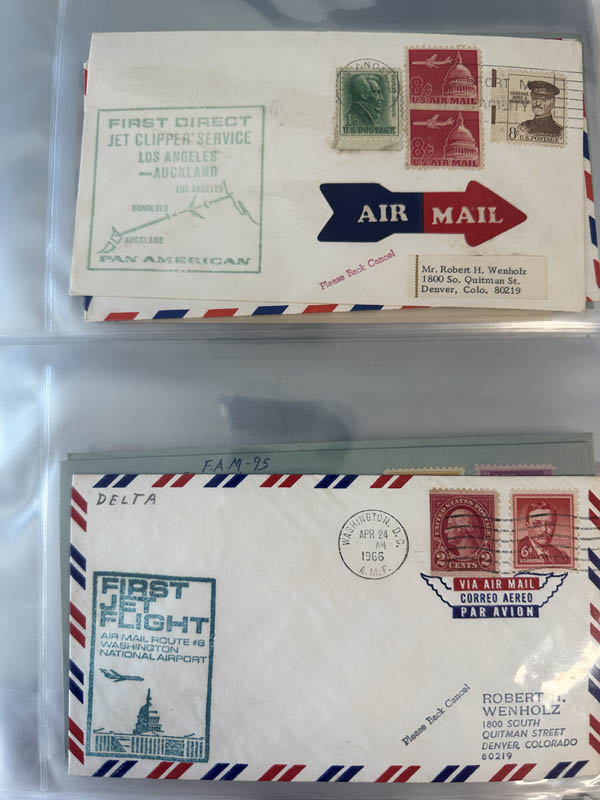 FIRST DIRECT
JET CLIPPER SERVICE
LOS ANGELES
AUCKLAND
LOS ANGELES
HONOLULU
AUCKLAND
PAN AMERICAN
1¢
U.S. POSTAGE
8¢
U.S. AIR MAIL
8¢
U.S. AIR MAIL
8¢
U.S. POSTAGE
AIR MAIL
Please Back Cancel
Mr. Robert H. Wenholz
1800 So. Quitman St.
Denver, Colo. 80219
F.A.M-95
DELTA
WASHINGTON, D.C.
APR 24
AM
1966
A.M.F.
UNITED STATES POSTAGE
2 CENTS 2
6¢
U.S. POSTAGE
VIA AIR MAIL
CORREO AEREO
PAR AVION
FIRST
JET
FLIGHT
AIR MAIL ROUTE #8
WASHINGTON
NATIONAL AIRPORT
Please Back Cancel
ROBERT H.
WENHOLZ
1800 SOUTH
QUITMAN STREET
DENVER, COLORADO
80219